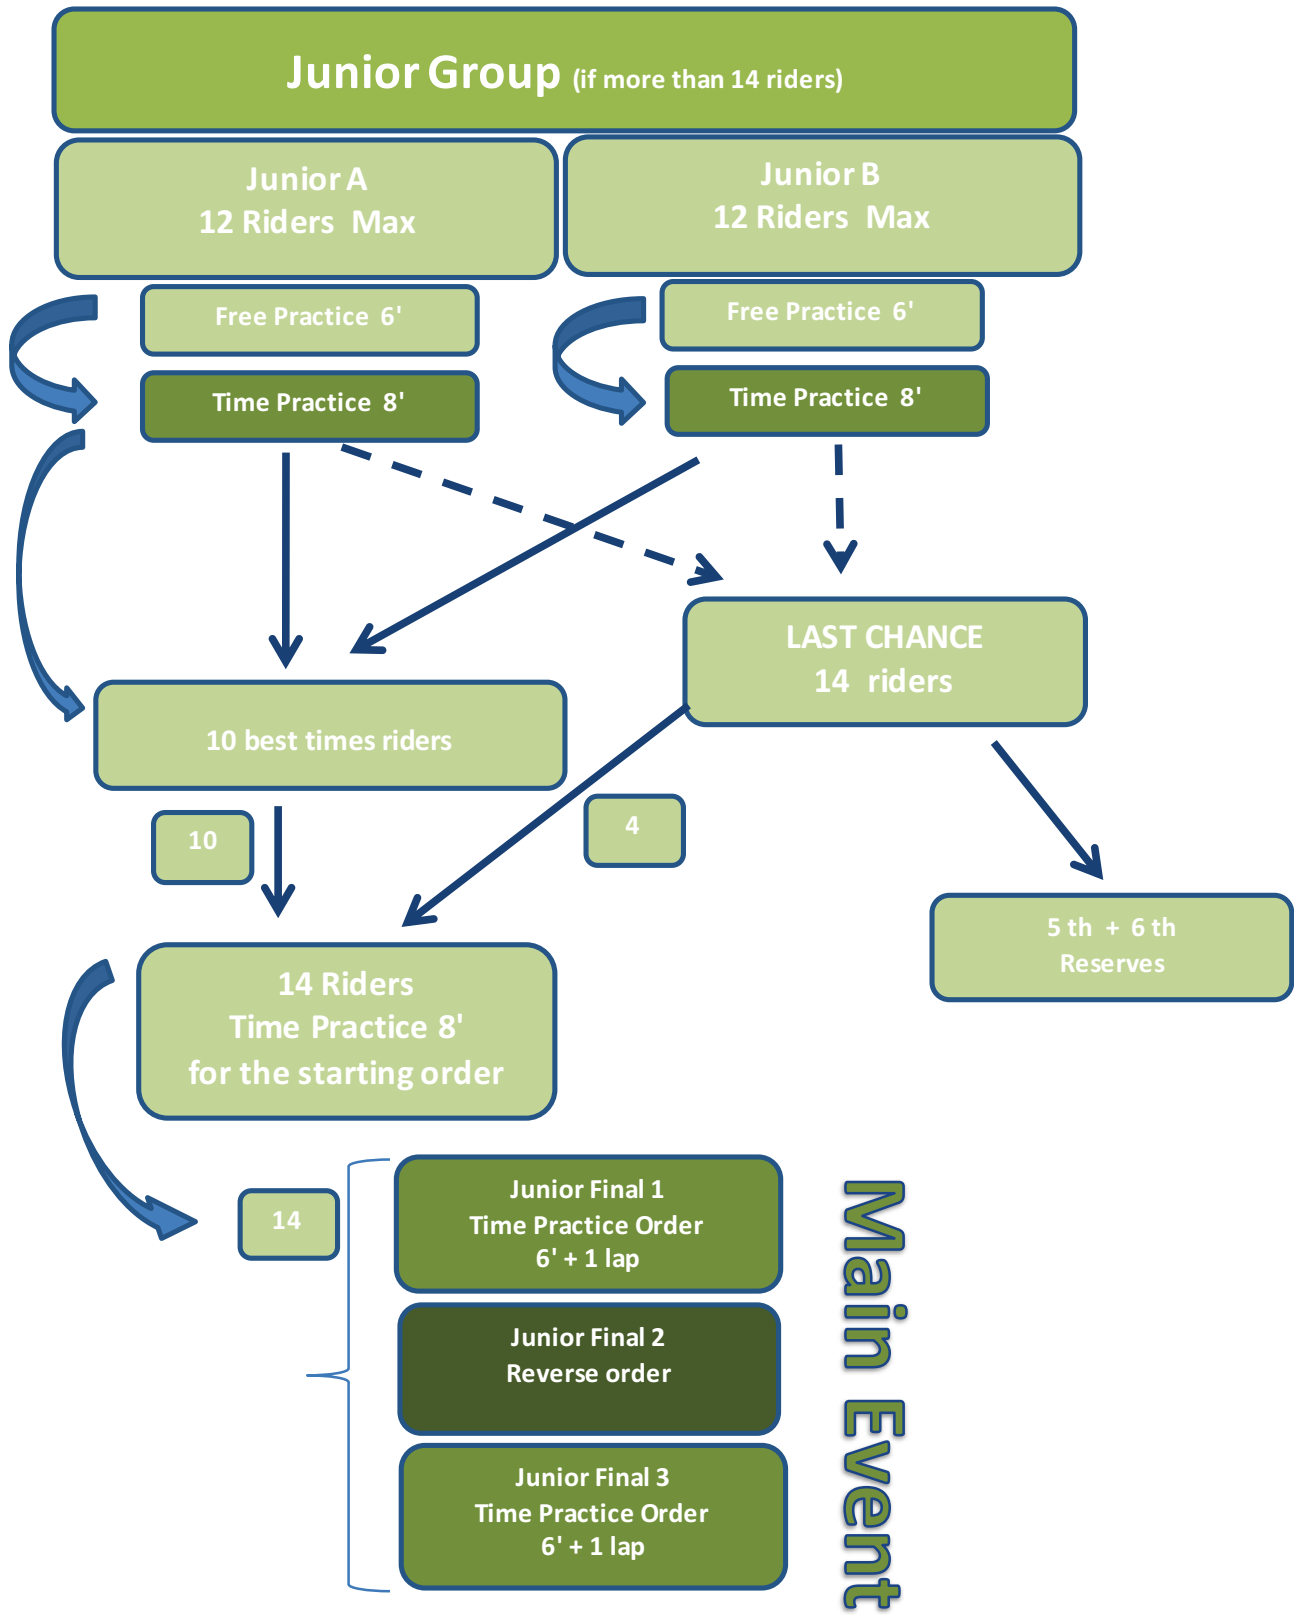 Junior Group (if more than 14 riders)
Junior A
12 Riders Max
Junior B
12 Riders Max
Free Practice 6'
Free Practice 6'
Time Practice 8'
Time Practice 8'
LAST CHANCE
14 riders
10 best times riders
10
4
5 th + 6 th
Reserves
14 Riders
Time Practice 8'
for the starting order
14
Junior Final 1
Time Practice Order
6' + 1 lap
Junior Final 2
Reverse order
Junior Final 3
Time Practice Order
6' + 1 lap
Main Event